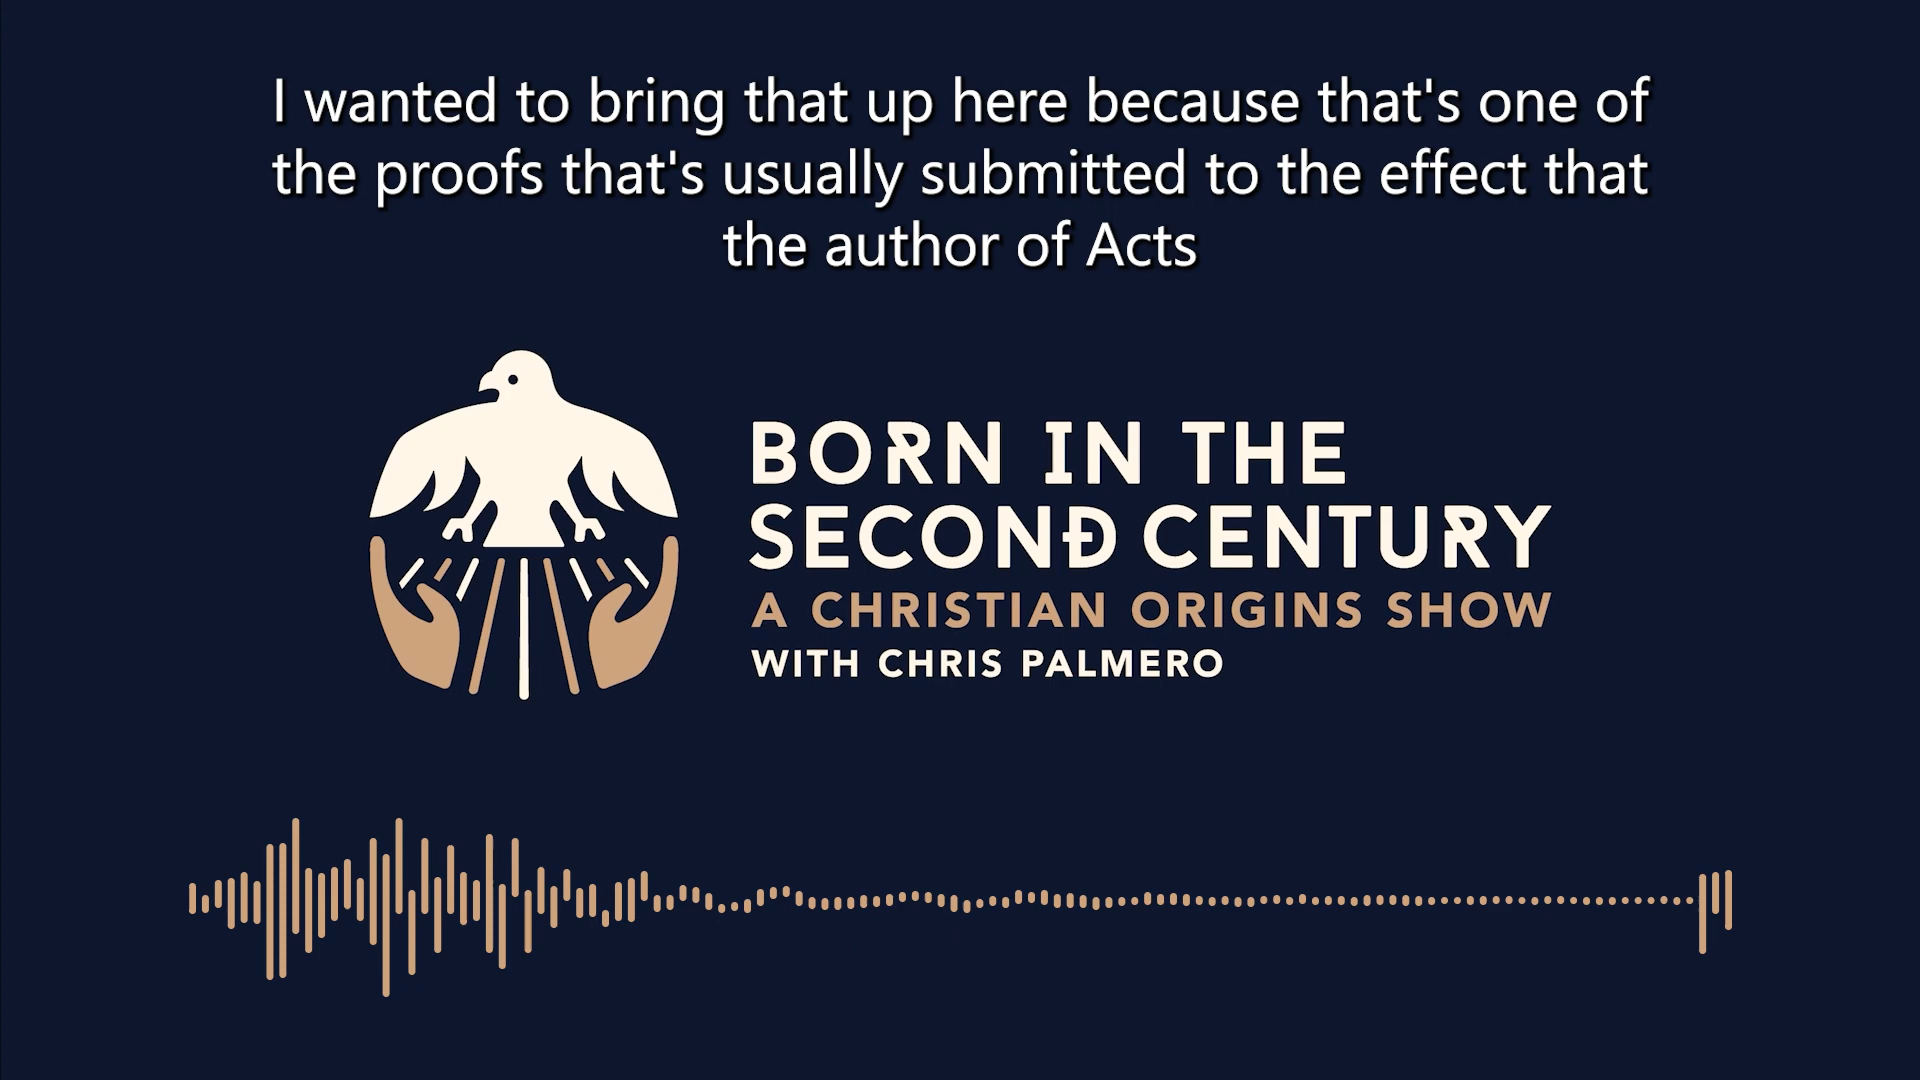 I wanted to bring that up here because that's one of
the proofs that's usually submitted to the effect that
the author of Acts
BORN IN THE
SECOND CENTURY
A CHRISTIAN ORIGINS SHOW
WITH CHRIS PALMERO